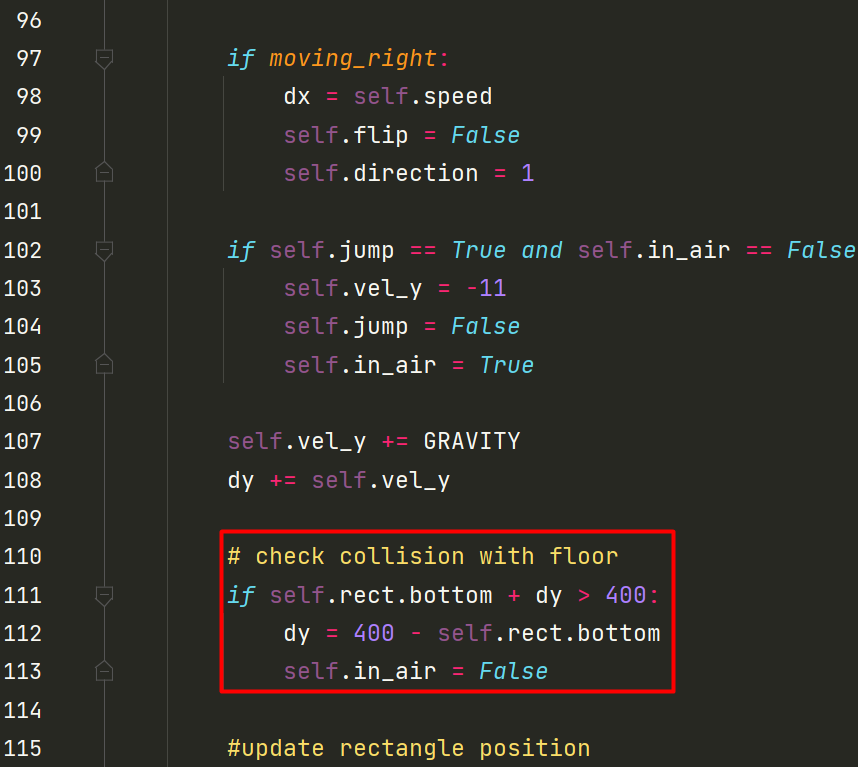 96
97 if moving_right:
98 dx = self.speed
99 self.flip = False
100 self.direction = 1
101
102 if self.jump == True and self.in_air == False
103 self.vel_y = -11
104 self.jump = False
105 self.in_air = True
106
107 self.vel_y += GRAVITY
108 dy += self.vel_y
109
110 # check collision with floor
111 if self.rect.bottom + dy > 400:
112 dy = 400 - self.rect.bottom
113 self.in_air = False
114
115 #update rectangle position